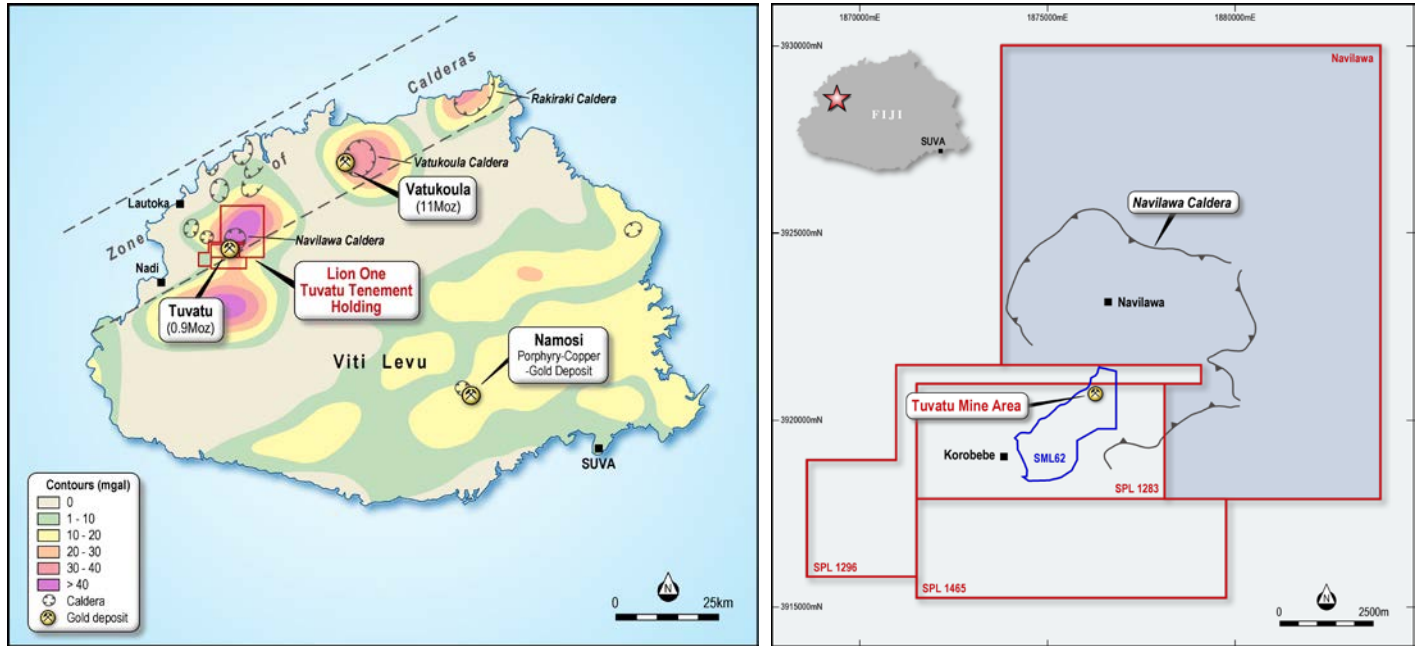 Zone of Calderas
Rakiraki Caldera
Vatukoula Caldera
Vatukoula
(11Moz)
Lautoka
Navilawa Caldera
Nadi
Lion One
Tuvatu Tenement
Holding
Tuvatu
(0.9Moz)
Namosi
Porphyry-Copper
-Gold Deposit
Viti Levu
SUVA
Contours (mgal)
0
1 - 10
10 - 20
20 - 30
30 - 40
> 40
Caldera
Gold deposit
N
0 25km
1870000mE 1875000mE 1880000mE
3930000mN
Navilawa
FIJI
SUVA
3925000mN
Navilawa Caldera
Navilawa
Tuvatu Mine Area
3920000mN
Korobebe
SML62
SPL 1283
SPL 1296
SPL 1465
3915000mN
N
0 2500m